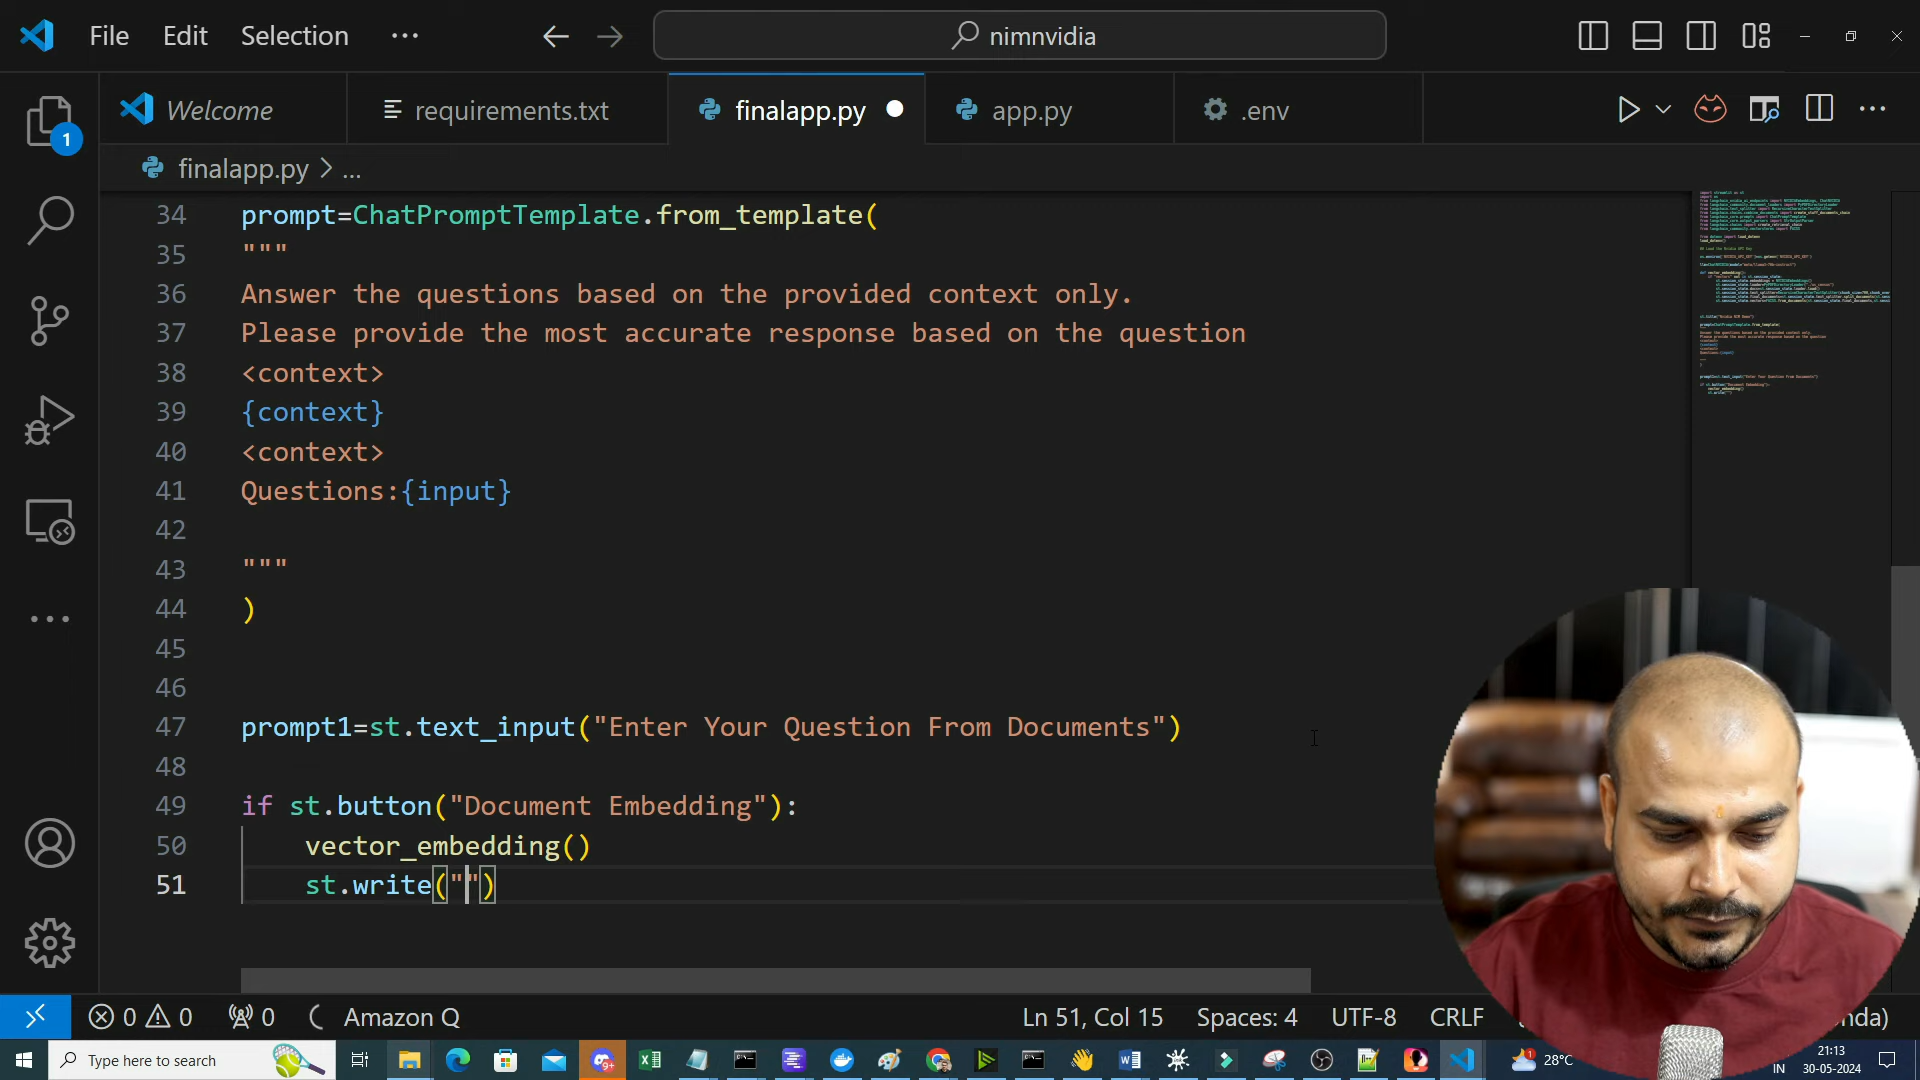 File Edit Selection ... nimnvidia
Welcome requirements.txt finalapp.py app.py .env
1
finalapp.py > ...
34 prompt=ChatPromptTemplate.from_template(
35 """
36 Answer the questions based on the provided context only.
37 Please provide the most accurate response based on the question
38 <context>
39 {context}
40 <context>
41 Questions:{input}
42
43 """
44 )
45
46
47 prompt1=st.text_input("Enter Your Question From Documents")
48
49 if st.button("Document Embedding"):
50 vector_embedding()
51 st.write("")
0 0 0 Amazon Q Ln 51, Col 15 Spaces: 4 UTF-8 CRLF nda)
Type here to search 9+ 1 28°C IN 21:13
30-05-2024